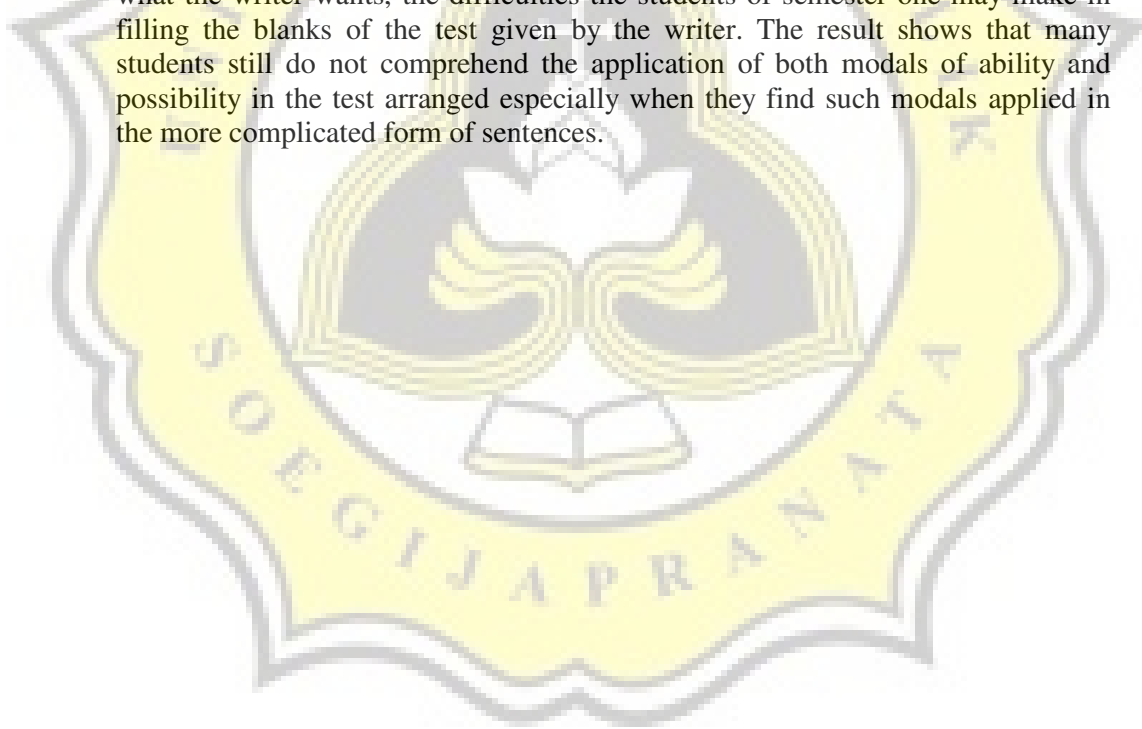 what the writer wants, the difficulties the students of semester one may make in
filling the blanks of the test given by the writer. The result shows that many
students still do not comprehend the application of both modals of ability and
possibility in the test arranged especially when they find such modals applied in
the more complicated form of sentences.
SOEGIJAPRANATA